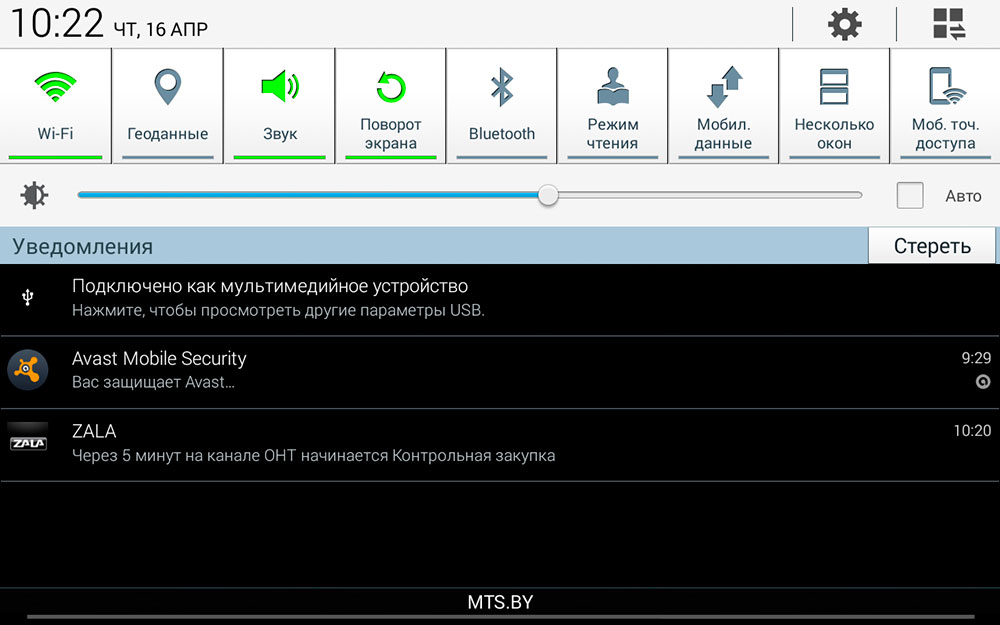 10:22 ЧТ, 16 АПР
Wi-Fi
Геоданные
Звук
Поворот
экрана
Bluetooth
Режим
чтения
Мобил.
данные
Несколько
окон
Моб. точ.
доступа
Авто
Уведомления
Стереть
Подключено как мультимедийное устройство
Нажмите, чтобы просмотреть другие параметры USB.
Avast Mobile Security 9:29
Вас защищает Avast...
ZALA 10:20
ZALA
Через 5 минут на канале ОНТ начинается Контрольная закупка
MTS.BY